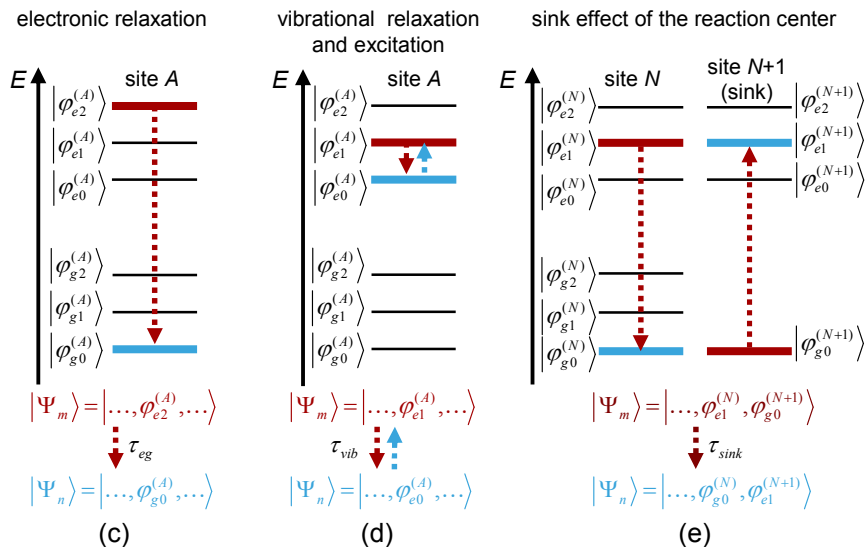 electronic relaxation
vibrational relaxation
and excitation
sink effect of the reaction center
E
site A
|φ_{e2}^{(A)}⟩
|φ_{e1}^{(A)}⟩
|φ_{e0}^{(A)}⟩
|φ_{g2}^{(A)}⟩
|φ_{g1}^{(A)}⟩
|φ_{g0}^{(A)}⟩
|Ψ_m⟩=|…,φ_{e2}^{(A)},…⟩
τ_{eg}
|Ψ_n⟩=|…,φ_{g0}^{(A)},…⟩
(c)
E
site A
|φ_{e2}^{(A)}⟩
|φ_{e1}^{(A)}⟩
|φ_{e0}^{(A)}⟩
|φ_{g2}^{(A)}⟩
|φ_{g1}^{(A)}⟩
|φ_{g0}^{(A)}⟩
|Ψ_m⟩=|…,φ_{e1}^{(A)},…⟩
τ_{vib}
|Ψ_n⟩=|…,φ_{e0}^{(A)},…⟩
(d)
E
site N
site N+1
(sink)
|φ_{e2}^{(N)}⟩
|φ_{e1}^{(N)}⟩
|φ_{e0}^{(N)}⟩
|φ_{g2}^{(N)}⟩
|φ_{g1}^{(N)}⟩
|φ_{g0}^{(N)}⟩
|φ_{e2}^{(N+1)}⟩
|φ_{e1}^{(N+1)}⟩
|φ_{e0}^{(N+1)}⟩
|φ_{g0}^{(N+1)}⟩
|Ψ_m⟩=|…,φ_{e1}^{(N)},φ_{g0}^{(N+1)}⟩
τ_{sink}
|Ψ_n⟩=|…,φ_{g0}^{(N)},φ_{e1}^{(N+1)}⟩
(e)